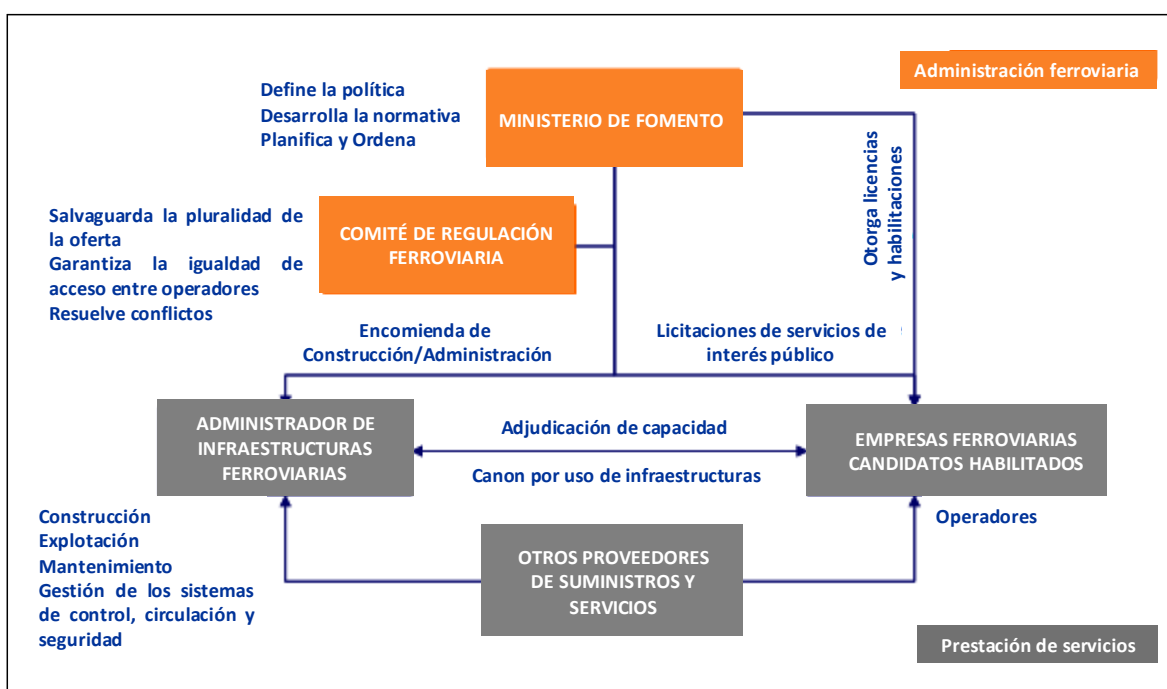 Administración ferroviaria
Define la política
Desarrolla la normativa
Planifica y Ordena
MINISTERIO DE FOMENTO
Otorga licencias
y habilitaciones
Salvaguarda la pluralidad de
la oferta
Garantiza la igualdad de
acceso entre operadores
Resuelve conflictos
COMITÉ DE REGULACIÓN
FERROVIARIA
Encomienda de
Construcción/Administración
Licitaciones de servicios de
interés público
ADMINISTRADOR DE
INFRAESTRUCTURAS
FERROVIARIAS
Adjudicación de capacidad
Canon por uso de infraestructuras
EMPRESAS FERROVIARIAS
CANDIDATOS HABILITADOS
Construcción
Explotación
Mantenimiento
Gestión de los sistemas
de control, circulación y
seguridad
OTROS PROVEEDORES
DE SUMINISTROS Y
SERVICIOS
Operadores
Prestación de servicios